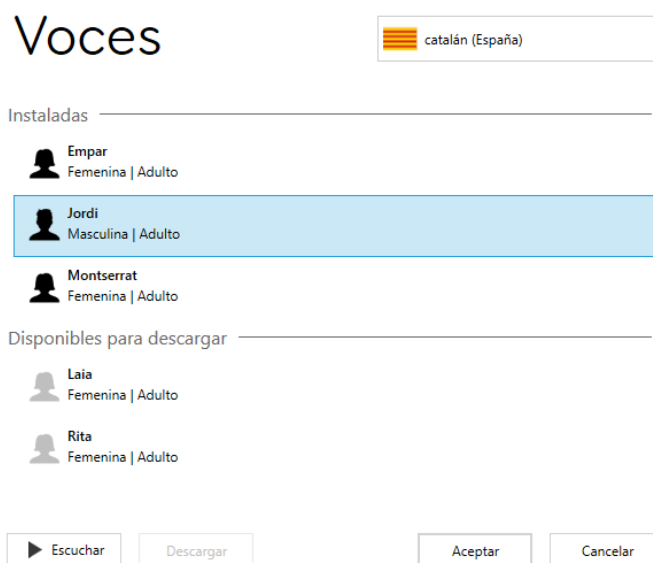 Voces
catalán (España)
Instaladas
Empar
Femenina | Adulto
Jordi
Masculina | Adulto
Montserrat
Femenina | Adulto
Disponibles para descargar
Laia
Femenina | Adulto
Rita
Femenina | Adulto
Escuchar
Descargar
Aceptar
Cancelar